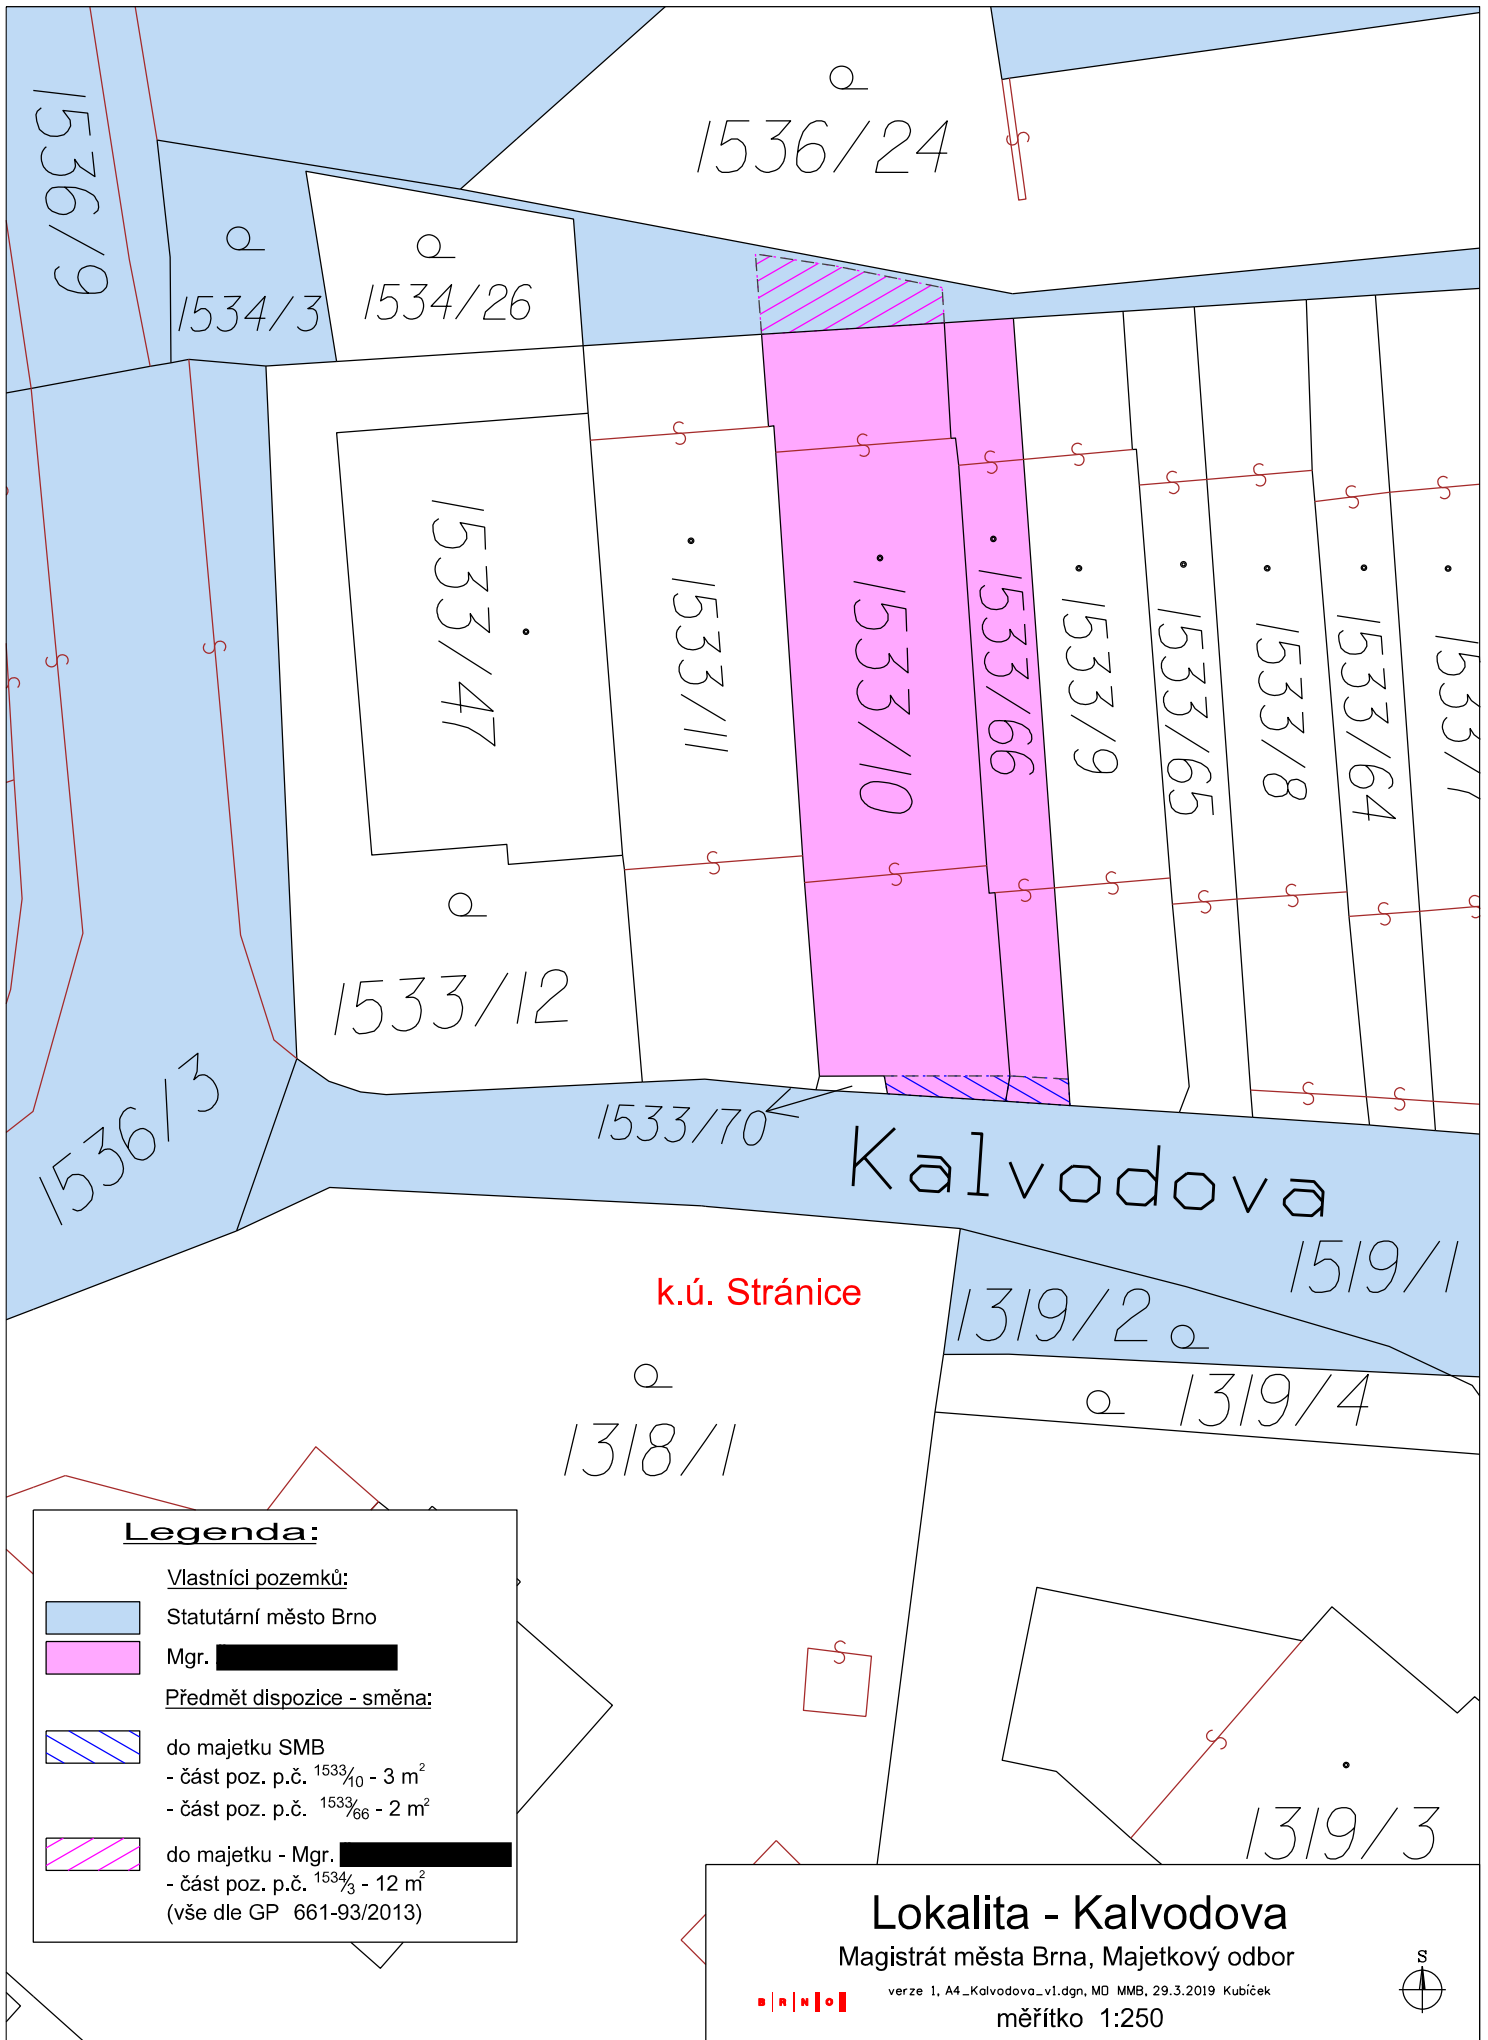 1536/9
1536/24
1534/3
1534/26
1533/47
1533/11
1533/10
1533/66
1533/9
1533/65
1533/8
1533/64
1533/12
1536/3
1533/70
Kalvodova
1519/1
k.ú. Stránice
1319/2
1319/4
1318/1
1319/3
Legenda:
Vlastníci pozemků:
Statutární město Brno
Mgr.
Předmět dispozice - směna:
do majetku SMB
- část poz. p.č. 1533/10 - 3 m²
- část poz. p.č. 1533/66 - 2 m²
do majetku - Mgr.
- část poz. p.č. 1534/3 - 12 m²
(vše dle GP 661-93/2013)
Lokalita - Kalvodova
Magistrát města Brna, Majetkový odbor
S
verze 1, A4_Kalvodova_v1.dgn, MO MMB, 29.3.2019 Kubíček
BRNO
měřítko 1:250